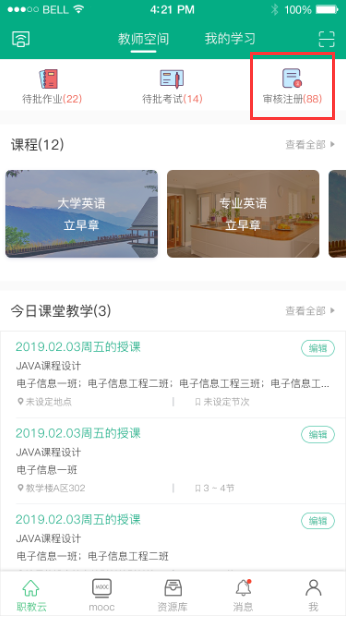 BELL 4:21 PM 100%
教师空间 我的学习
待批作业(22) 待批考试(14) 审核注册(88)
课程(12) 查看全部
大学英语 专业英语
立早章 立早章
今日课堂教学(3) 查看全部
2019.02.03周五的授课 编辑
JAVA课程设计
电子信息一班；电子信息工程二班；电子信息工程三班；电子信息工...
未设定地点 | 未设定节次
2019.02.03周五的授课 编辑
JAVA课程设计
电子信息一班
教学楼A区302 | 3 ~ 4节
2019.02.03周五的授课 编辑
JAVA课程设计
电子信息一班；电子信息工程二班
MOOC
职教云 mooc 资源库 消息 我